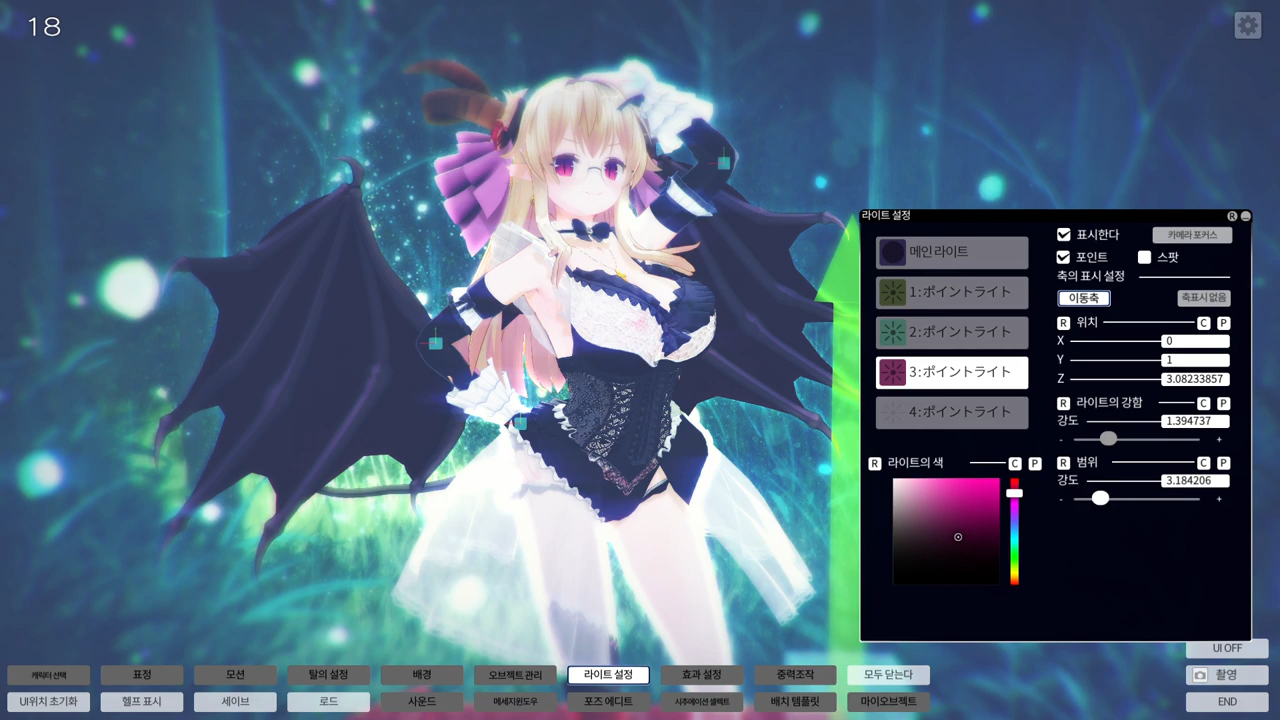 18
라이트 설정
R
메인 라이트
1:ポイントライト
2:ポイントライト
3:ポイントライト
4:ポイントライト
R 라이트의 색 C P
표시한다 카메라 포커스
포인트 스팟
축의 표시 설정
이동축 축표시 없음
R 위치 C P
X 0
Y 1
Z 3.08233857
R 라이트의 강함 C P
강도 1.394737
- +
R 범위 C P
강도 3.184206
- +
UI OFF
캐릭터 선택 표정 모션 탈의 설정 배경 오브젝트 관리 라이트 설정 효과 설정 중력조작 모두 닫는다 촬영
UI위치 초기화 헬프 표시 세이브 로드 사운드 메세지윈도우 포즈 에디트 시츄에이션 셀렉트 배치 템플릿 마이오브젝트 END